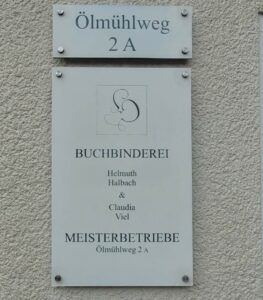 Ölmühlweg
2 A
BUCHBINDEREI
Helmuth
Halbach
&
Claudia
Viel
MEISTERBETRIEBE
Ölmühlweg 2 A